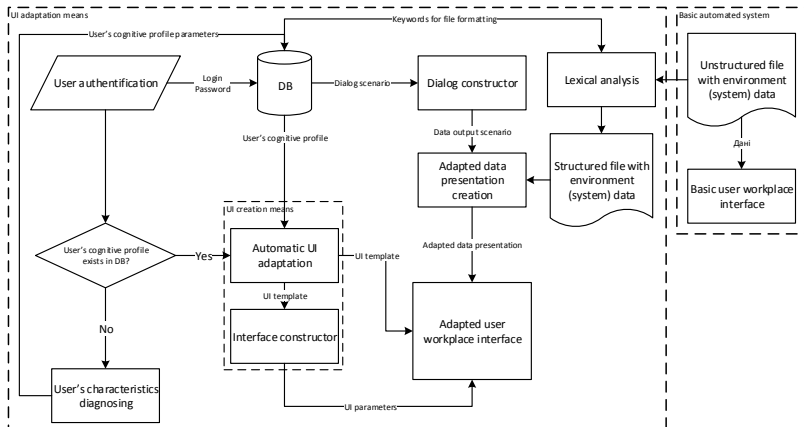 UI adaptation means
Keywords for file formatting
Basic automated system
User's cognitive profile parameters
User authentification
Login
Password
DB
Dialog scenario
Dialog constructor
Lexical analysis
Unstructured file
with environment
(system) data
User's cognitive profile
Data output scenario
Дані
Adapted data
presentation
creation
Structured file with
environment
(system) data
Basic user workplace
interface
UI creation means
User's cognitive profile
exists in DB?
Yes
Automatic UI
adaptation
UI template
Adapted data presentation
UI template
No
Interface constructor
Adapted user
workplace interface
User's characteristics
diagnosing
UI parameters